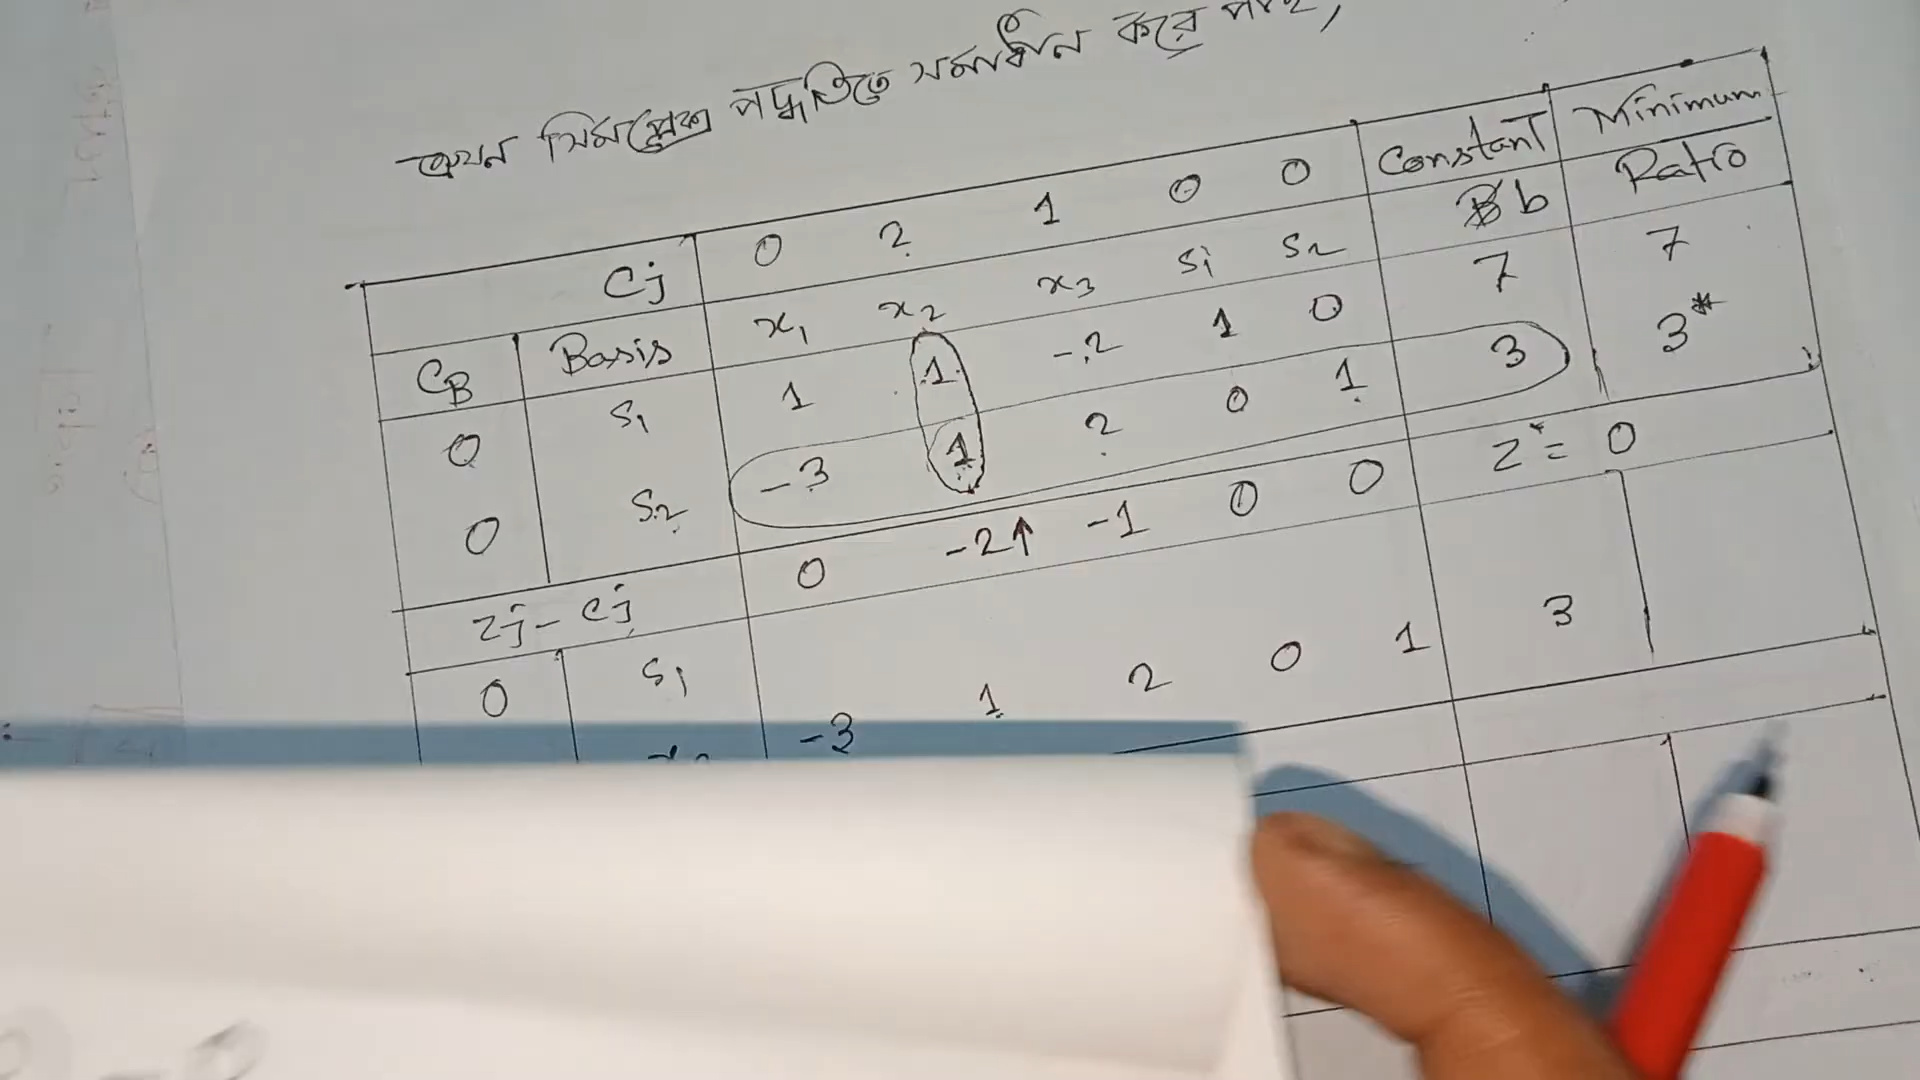 এখন সিমপ্লেক্স পদ্ধতিতে সমাধান করে পাই,
Cj 0 2 1 0 0 Constant Minimum
CB Basis x₁ x₂ x₃ s₁ s₂ b Ratio
0 s₁ 1 1 -2 1 0 7 7
0 s₂ -3 1 2 0 1 3 3*
zj - cj 0 -2↑ -1 0 0 z* = 0
0 s₁
-3 1 2 0 1 3